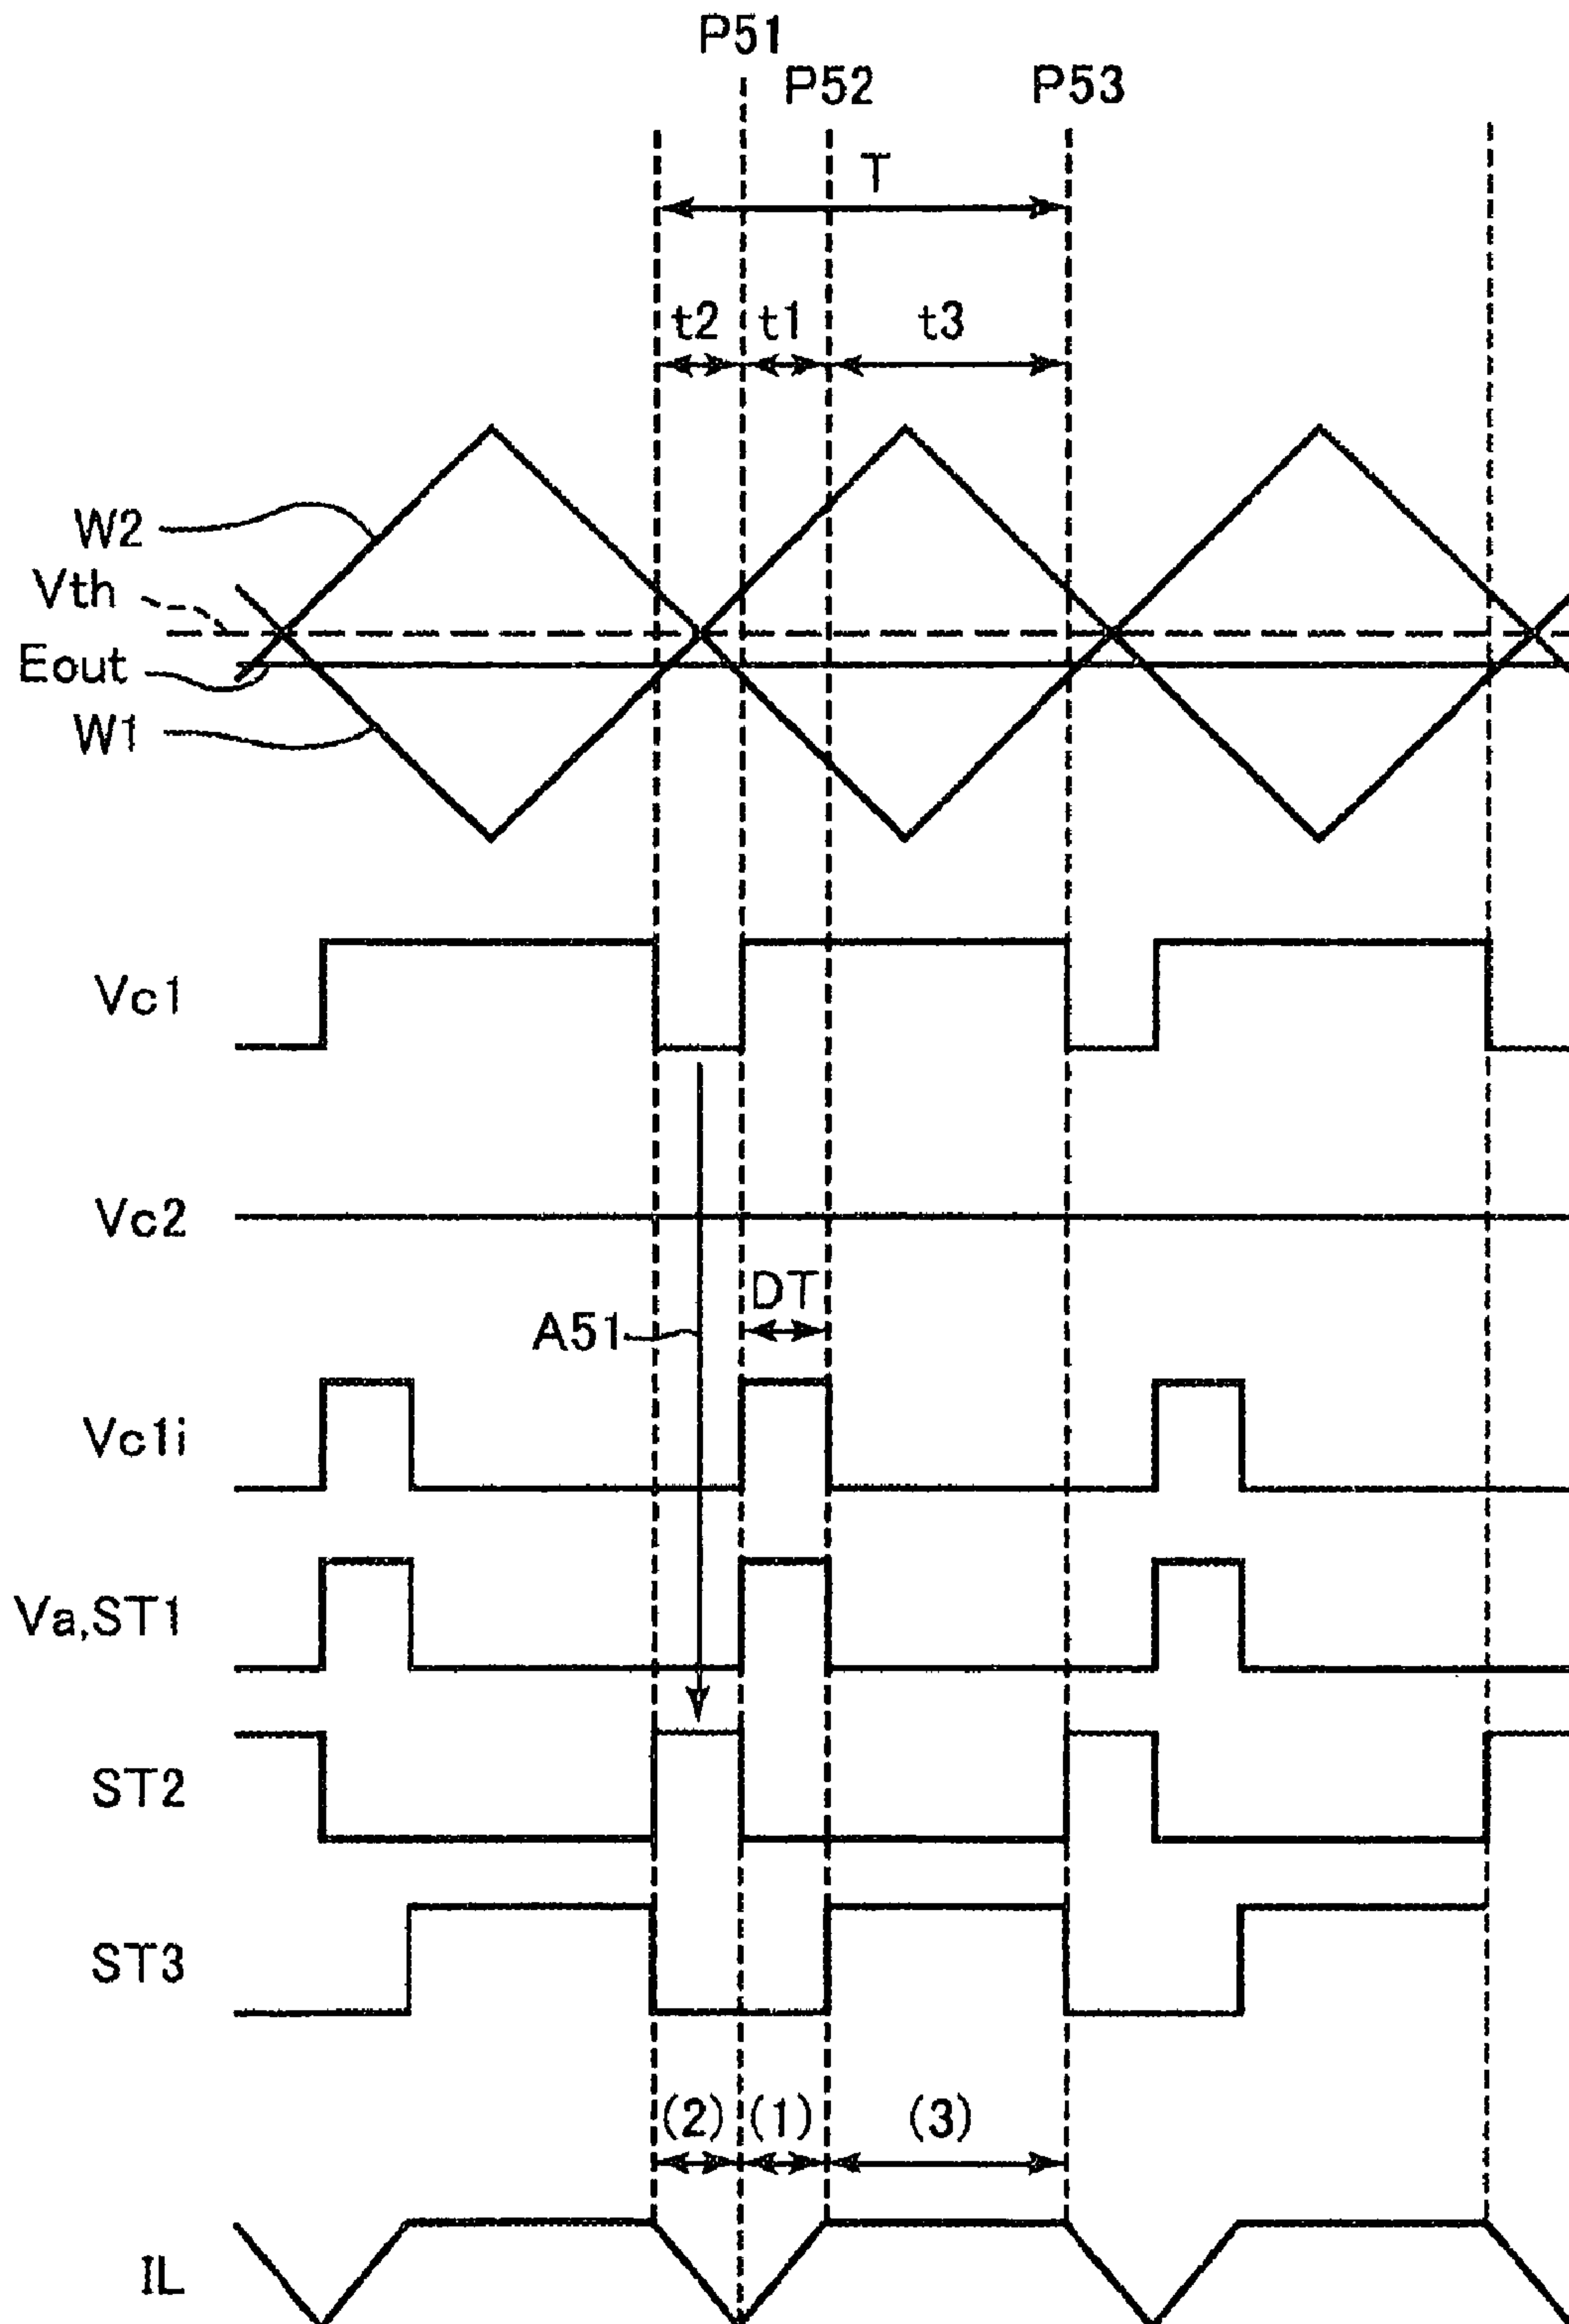 P51
P52 P53
T
t2 t1 t3
W2
Vth
Eout
W1
Vc1
Vc2
DT
A51
Vc1i
Va,ST1
ST2
ST3
(2) (1) (3)
IL